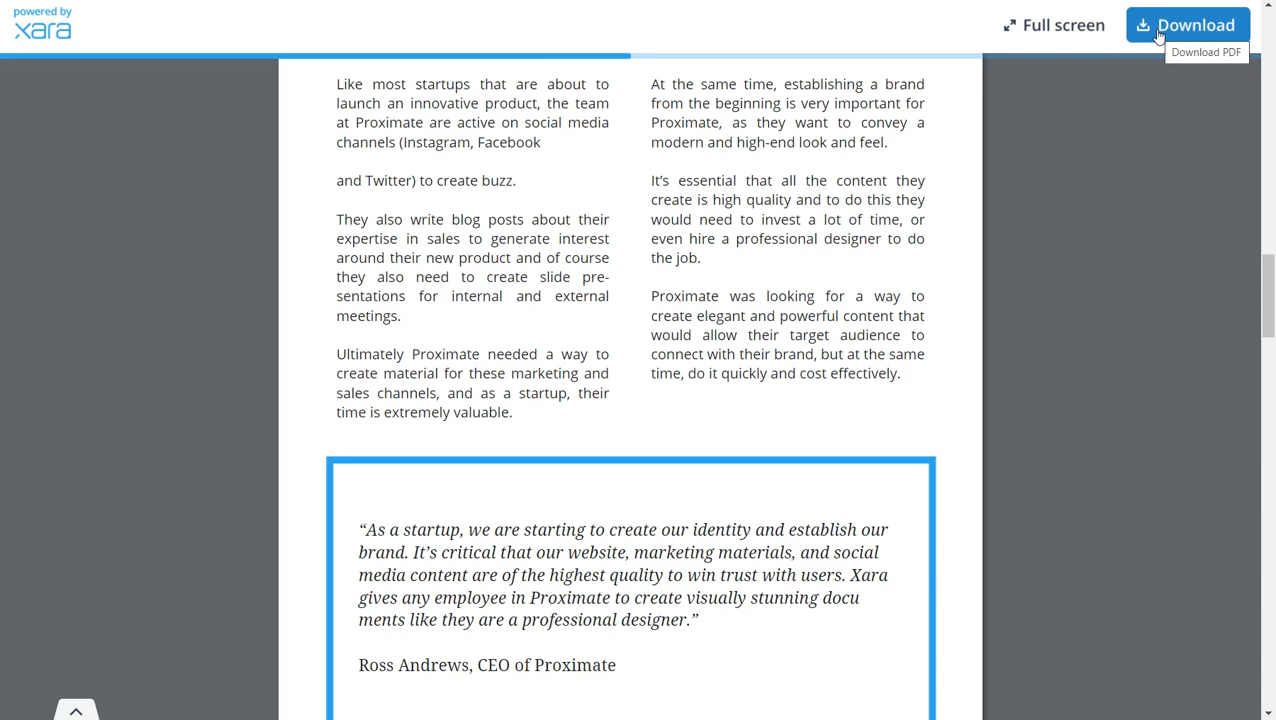 powered by
xara
Full screen
Download
Download PDF
Like most startups that are about to
launch an innovative product, the team
at Proximate are active on social media
channels (Instagram, Facebook
and Twitter) to create buzz.
They also write blog posts about their
expertise in sales to generate interest
around their new product and of course
they also need to create slide pre-
sentations for internal and external
meetings.
Ultimately Proximate needed a way to
create material for these marketing and
sales channels, and as a startup, their
time is extremely valuable.
At the same time, establishing a brand
from the beginning is very important for
Proximate, as they want to convey a
modern and high-end look and feel.
It’s essential that all the content they
create is high quality and to do this they
would need to invest a lot of time, or
even hire a professional designer to do
the job.
Proximate was looking for a way to
create elegant and powerful content that
would allow their target audience to
connect with their brand, but at the same
time, do it quickly and cost effectively.
“As a startup, we are starting to create our identity and establish our
brand. It’s critical that our website, marketing materials, and social
media content are of the highest quality to win trust with users. Xara
gives any employee in Proximate to create visually stunning docu
ments like they are a professional designer.”
Ross Andrews, CEO of Proximate